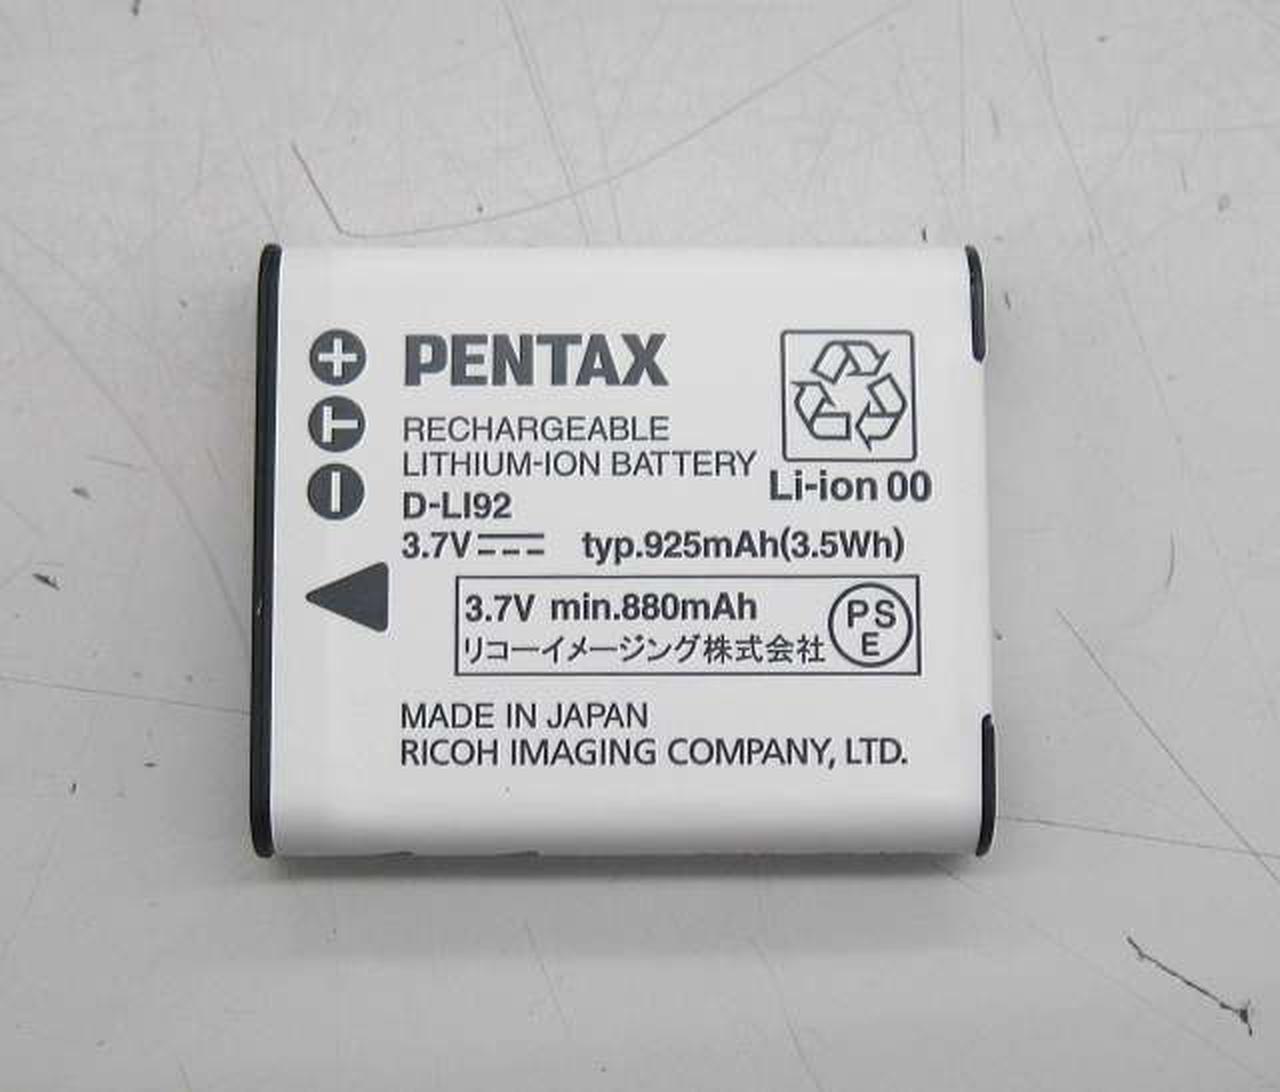 PENTAX
RECHARGEABLE
LITHIUM-ION BATTERY
D-LI92
Li-ion 00
3.7V typ.925mAh(3.5Wh)
3.7V min.880mAh
リコーイメージング株式会社
PS
E
MADE IN JAPAN
RICOH IMAGING COMPANY, LTD.
+
T
−